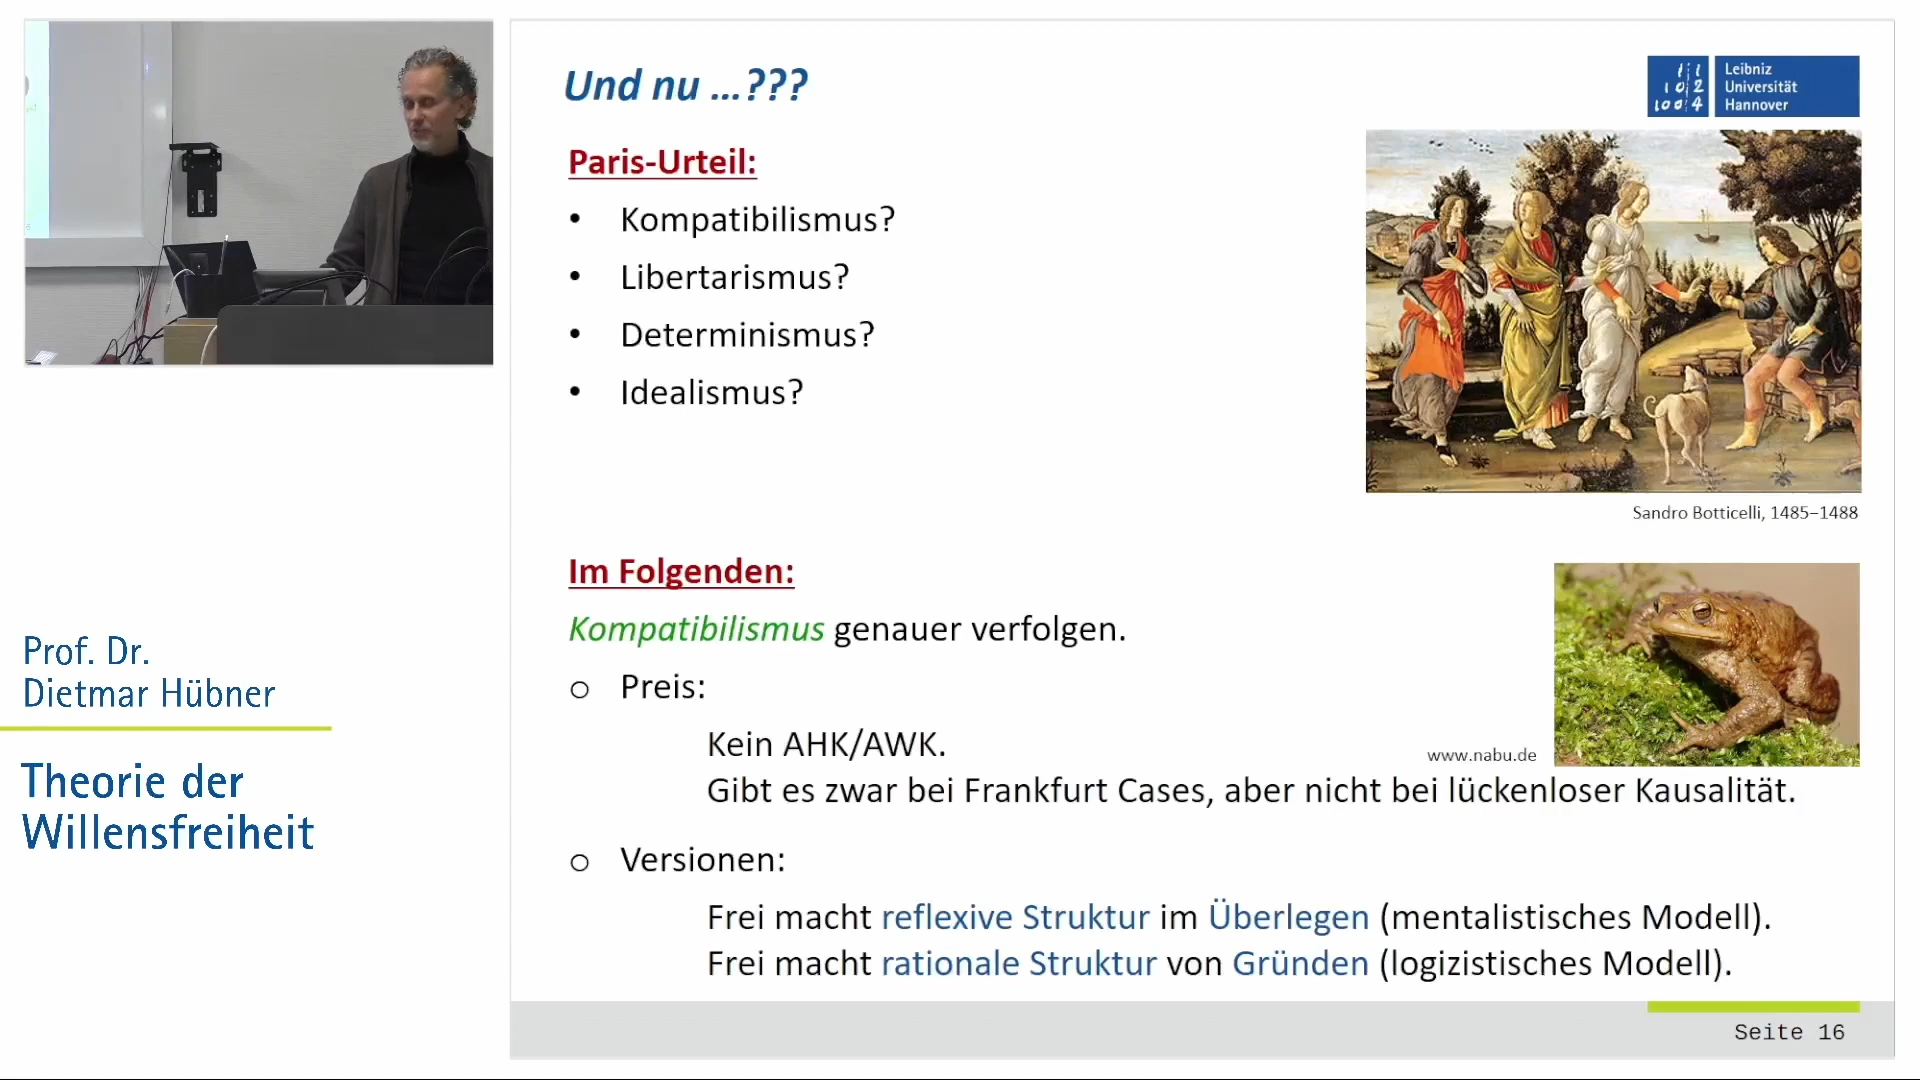 Und nu ...???
Leibniz
Universität
Hannover
Paris-Urteil:
• Kompatibilismus?
• Libertarismus?
• Determinismus?
• Idealismus?
Sandro Botticelli, 1485–1488
Im Folgenden:
Kompatibilismus genauer verfolgen.
o Preis:
Kein AHK/AWK.
www.nabu.de
Gibt es zwar bei Frankfurt Cases, aber nicht bei lückenloser Kausalität.
o Versionen:
Frei macht reflexive Struktur im Überlegen (mentalistisches Modell).
Frei macht rationale Struktur von Gründen (logizistisches Modell).
Seite 16
Prof. Dr.
Dietmar Hübner
Theorie der
Willensfreiheit